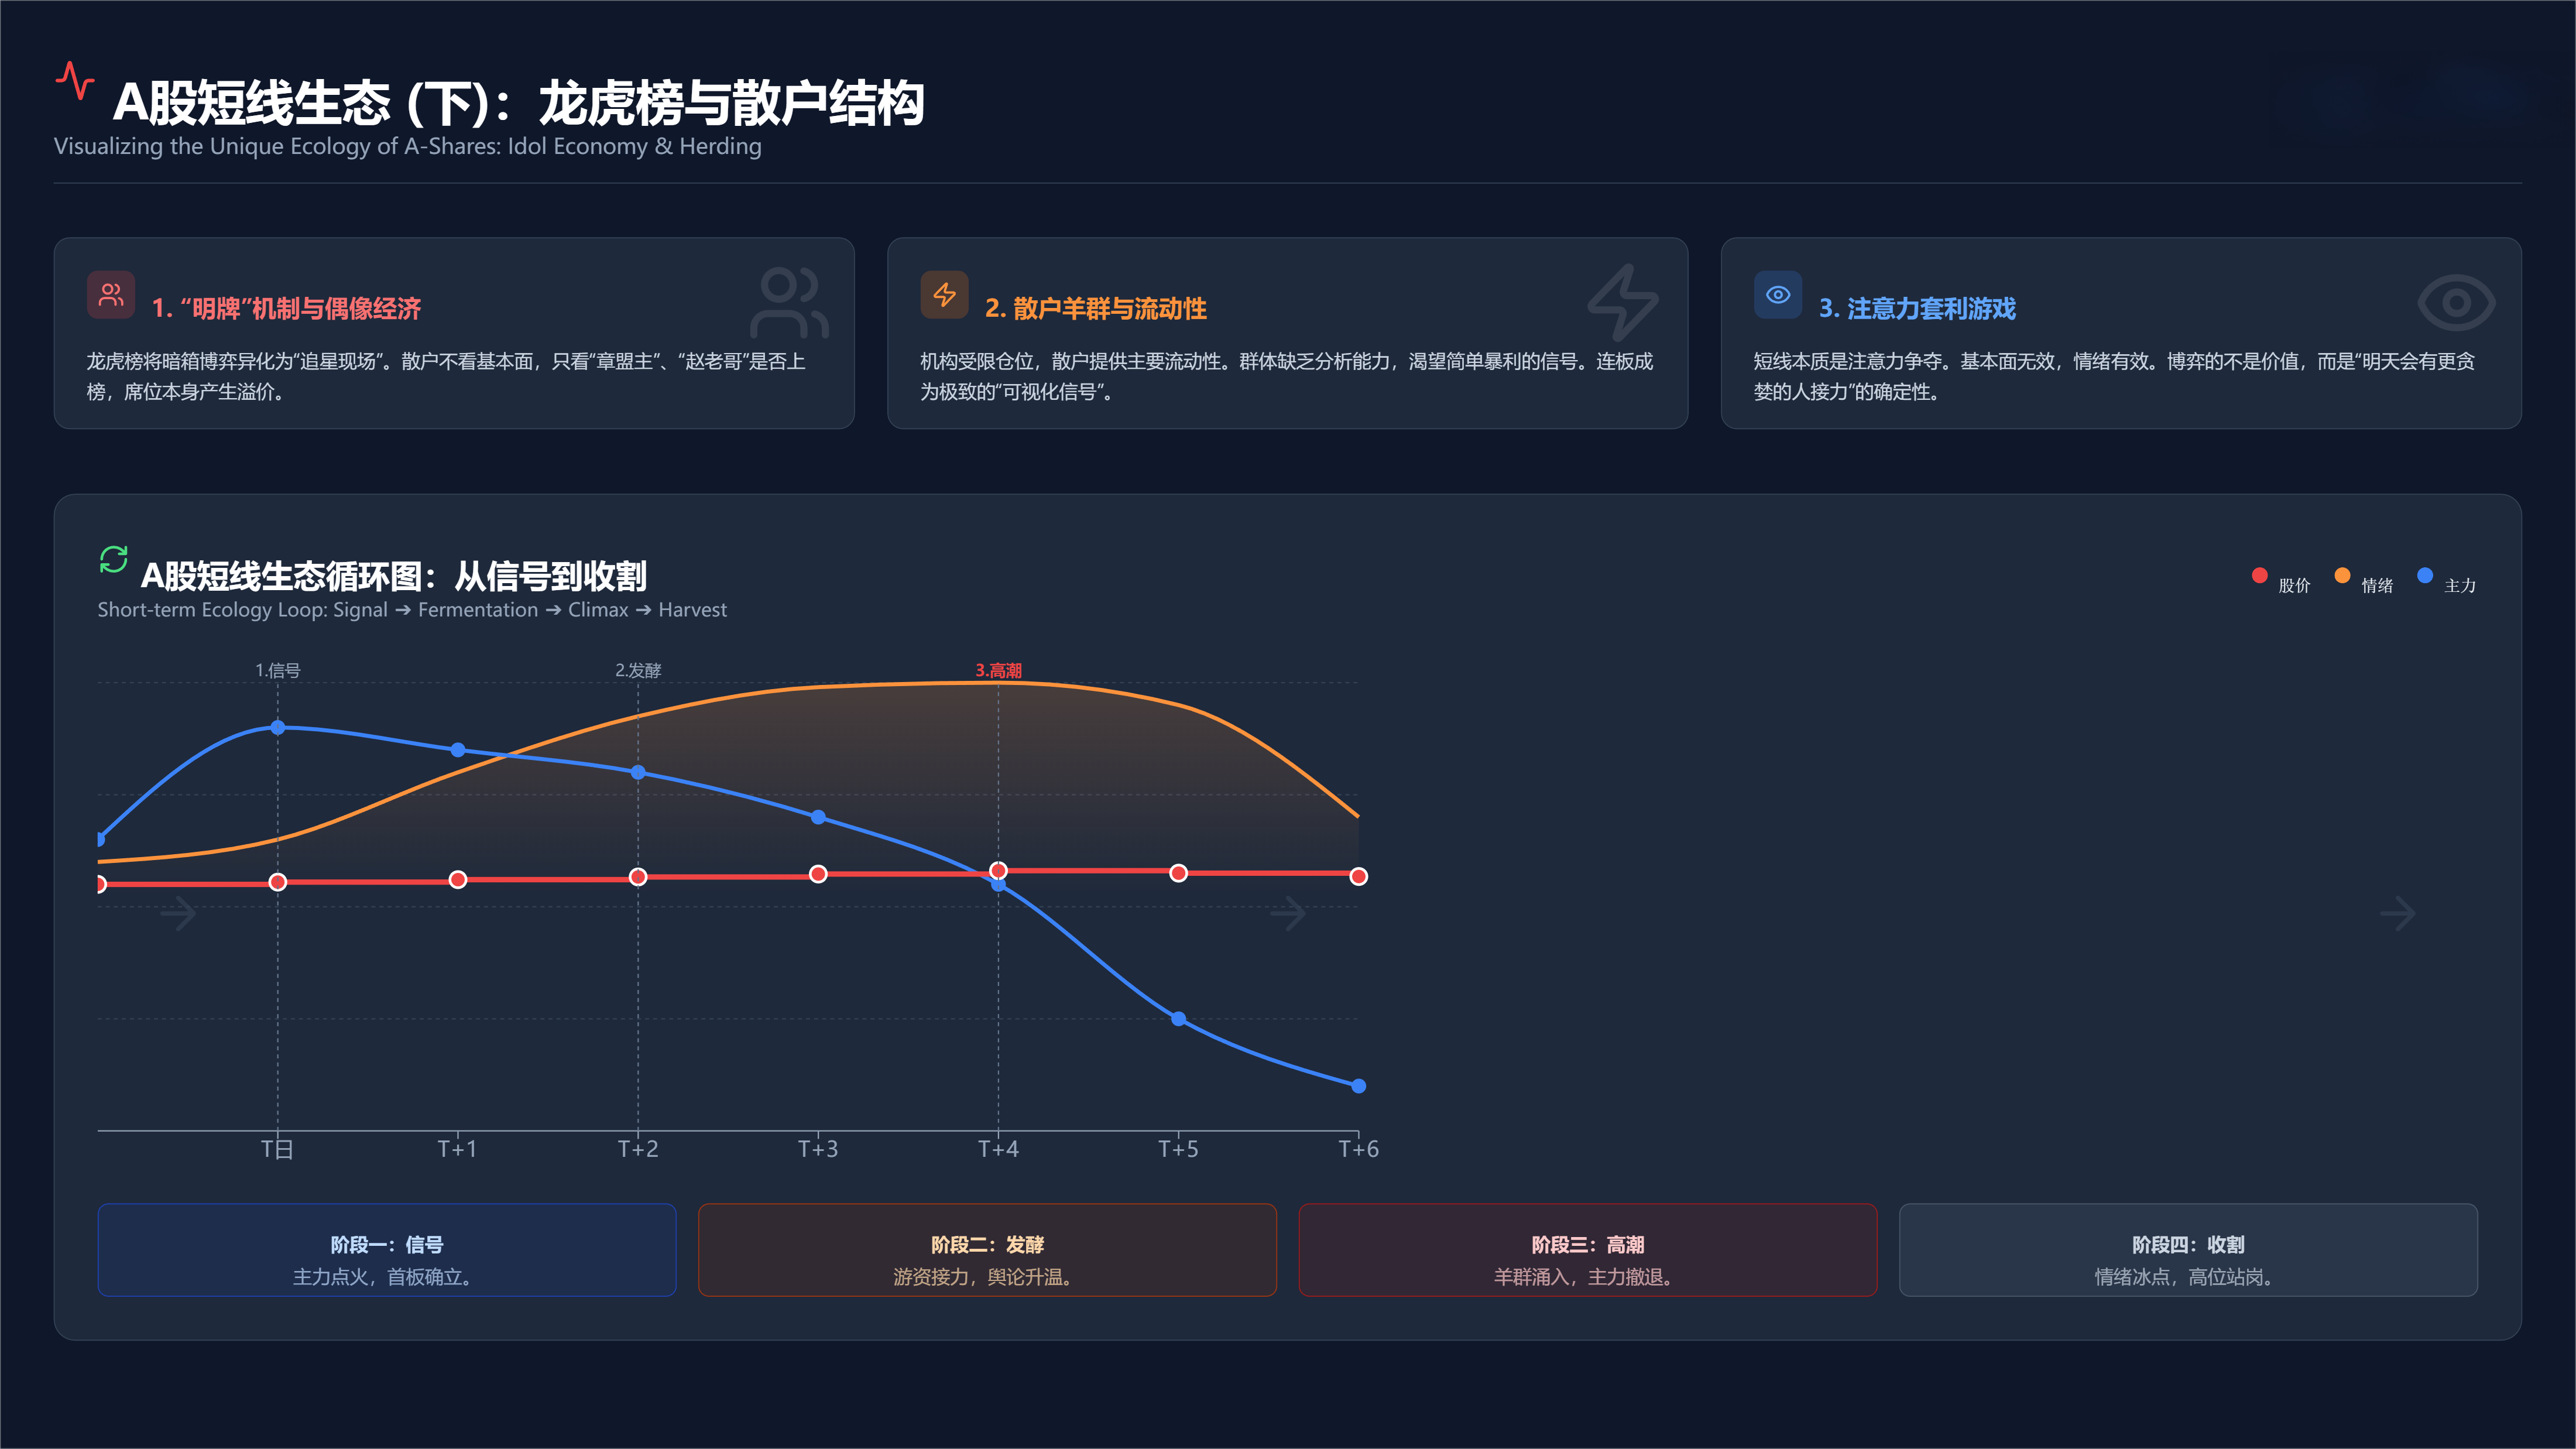 A股短线生态 (下)：龙虎榜与散户结构
Visualizing the Unique Ecology of A-Shares: Idol Economy & Herding
1. “明牌”机制与偶像经济
龙虎榜将暗箱博弈异化为“追星现场”。散户不看基本面，只看“章盟主”、“赵老哥”是否上
榜，席位本身产生溢价。
2. 散户羊群与流动性
机构受限仓位，散户提供主要流动性。群体缺乏分析能力，渴望简单暴利的信号。连板成
为极致的“可视化信号”。
3. 注意力套利游戏
短线本质是注意力争夺。基本面无效，情绪有效。博弈的不是价值，而是“明天会有更贪
婪的人接力”的确定性。
A股短线生态循环图：从信号到收割
Short-term Ecology Loop: Signal ➔ Fermentation ➔ Climax ➔ Harvest
股价
情绪
主力
1.信号
2.发酵
3.高潮
T日
T+1
T+2
T+3
T+4
T+5
T+6
阶段一：信号
主力点火，首板确立。
阶段二：发酵
游资接力，舆论升温。
阶段三：高潮
羊群涌入，主力撤退。
阶段四：收割
情绪冰点，高位站岗。